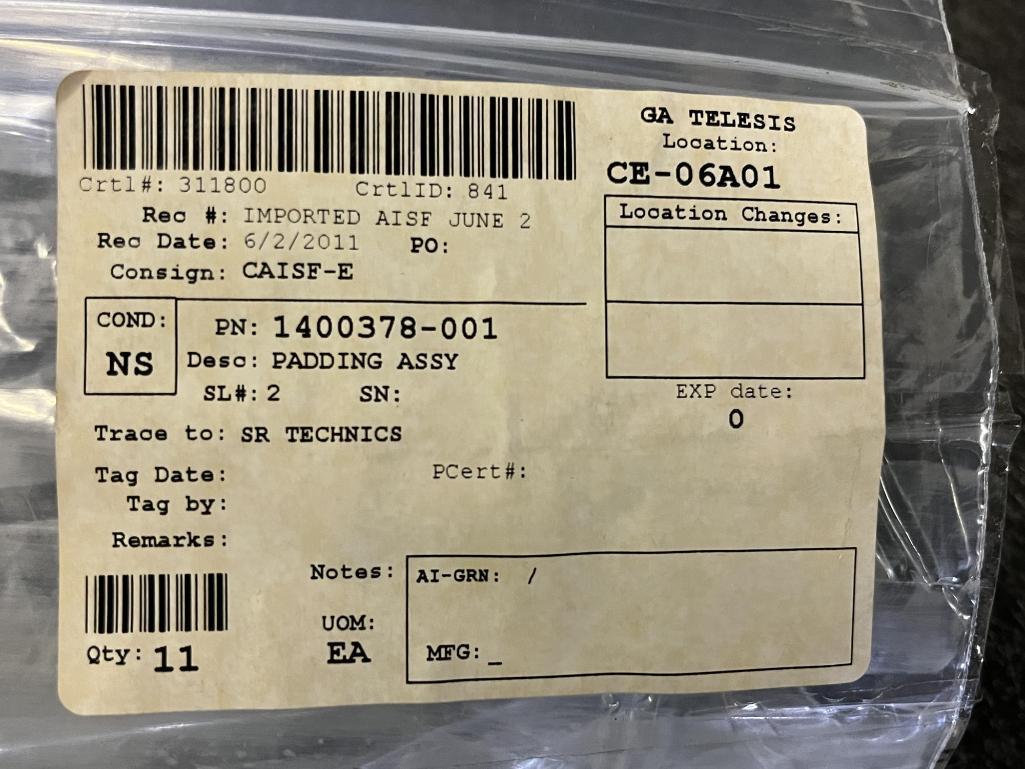 GA TELESIS
Location:
CE-06A01
Location Changes:
Crtl#: 311800 CrtlID: 841
Rec #: IMPORTED AISF JUNE 2
Rec Date: 6/2/2011 PO:
Consign: CAISF-E
COND:
NS
PN: 1400378-001
Desc: PADDING ASSY
SL#: 2 SN:
EXP date:
0
Trace to: SR TECHNICS
Tag Date: PCert#:
Tag by:
Remarks:
Notes: AI-GRN: /
UOM:
EA
MFG: _
Qty: 11